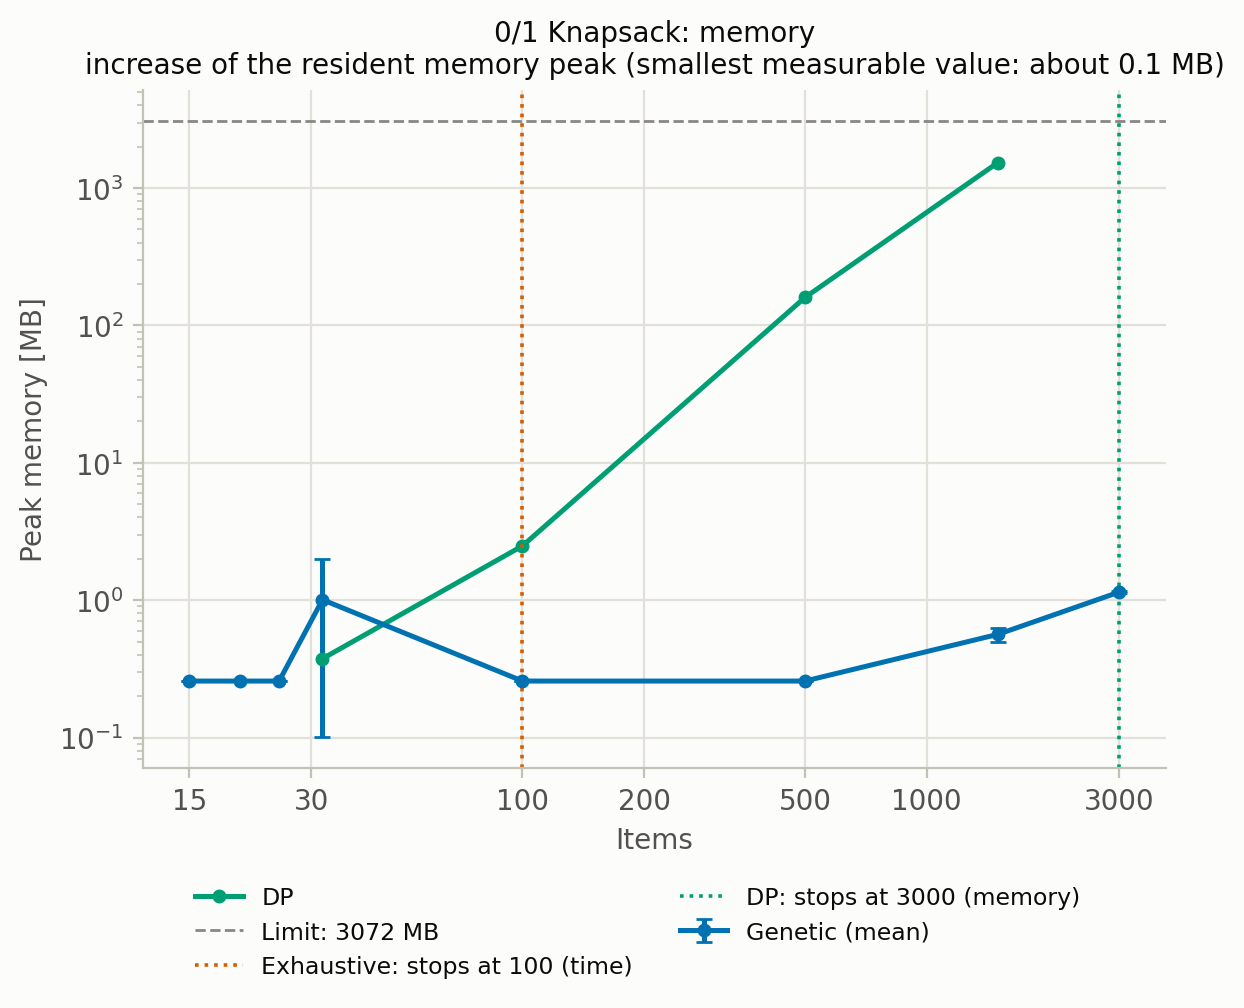 0/1 Knapsack: memory
increase of the resident memory peak (smallest measurable value: about 0.1 MB)
Peak memory [MB]
10³
10²
10¹
10⁰
10⁻¹
15 30 100 200 500 1000 3000
Items
DP
Limit: 3072 MB
Exhaustive: stops at 100 (time)
DP: stops at 3000 (memory)
Genetic (mean)